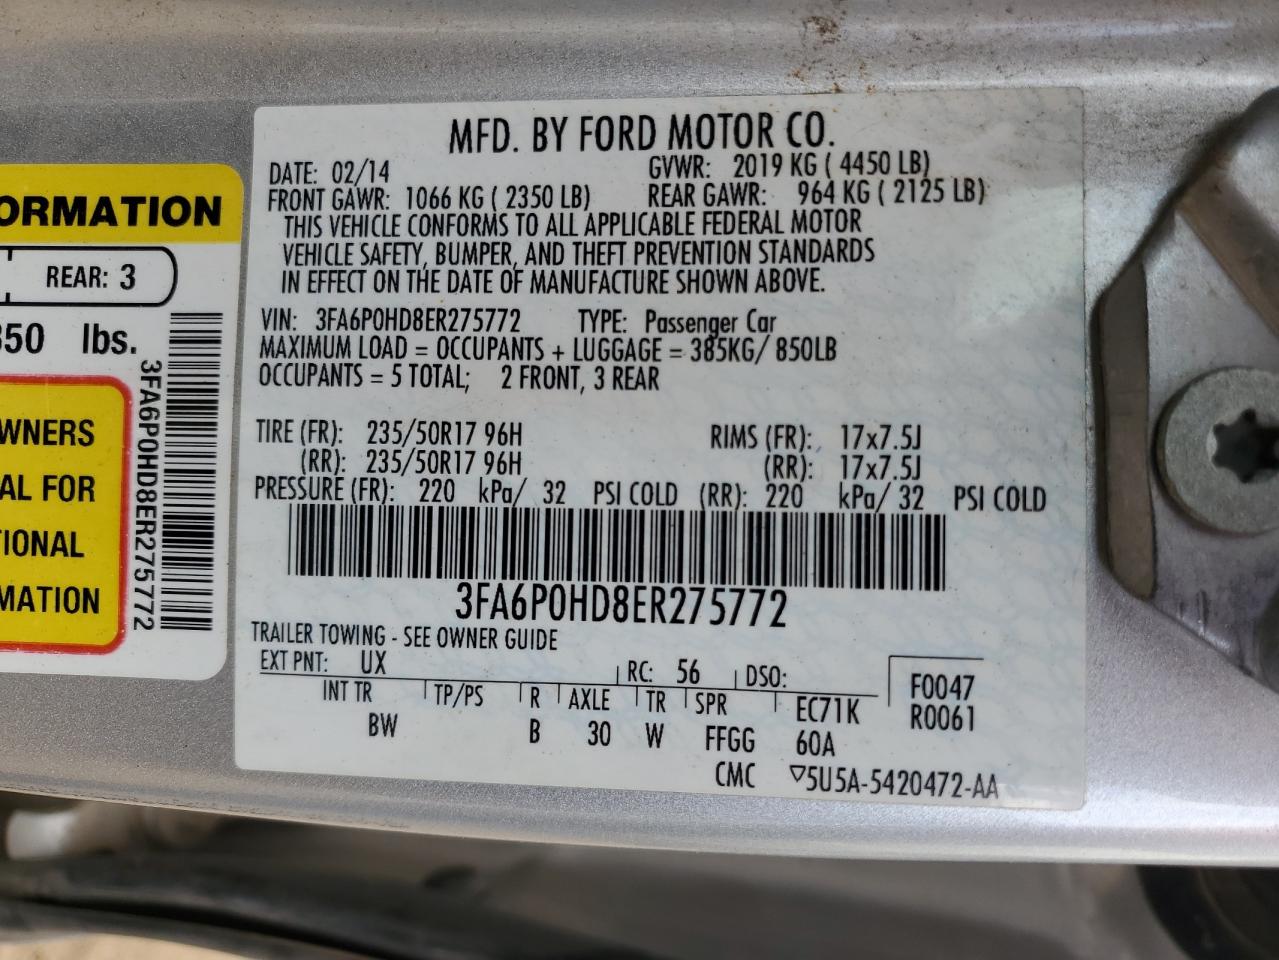 ORMATION
REAR: 3
350 lbs.
WNERS
AL FOR
TIONAL
MATION
3FA6P0HD8ER275772
MFD. BY FORD MOTOR CO.
DATE: 02/14 GVWR: 2019 KG ( 4450 LB)
FRONT GAWR: 1066 KG ( 2350 LB) REAR GAWR: 964 KG ( 2125 LB)
THIS VEHICLE CONFORMS TO ALL APPLICABLE FEDERAL MOTOR
VEHICLE SAFETY, BUMPER, AND THEFT PREVENTION STANDARDS
IN EFFECT ON THE DATE OF MANUFACTURE SHOWN ABOVE.
VIN: 3FA6P0HD8ER275772 TYPE: Passenger Car
MAXIMUM LOAD = OCCUPANTS + LUGGAGE = 385KG/ 850LB
OCCUPANTS = 5 TOTAL; 2 FRONT, 3 REAR
TIRE (FR): 235/50R17 96H RIMS (FR): 17x7.5J
(RR): 235/50R17 96H (RR): 17x7.5J
PRESSURE (FR): 220 kPa/ 32 PSI COLD (RR): 220 kPa/ 32 PSI COLD
3FA6P0HD8ER275772
TRAILER TOWING - SEE OWNER GUIDE
EXT PNT: UX RC: 56 DSO: F0047
INT TR TP/PS R AXLE TR SPR EC71K R0061
BW B 30 W FFGG 60A
CMC ▽5U5A-5420472-AA